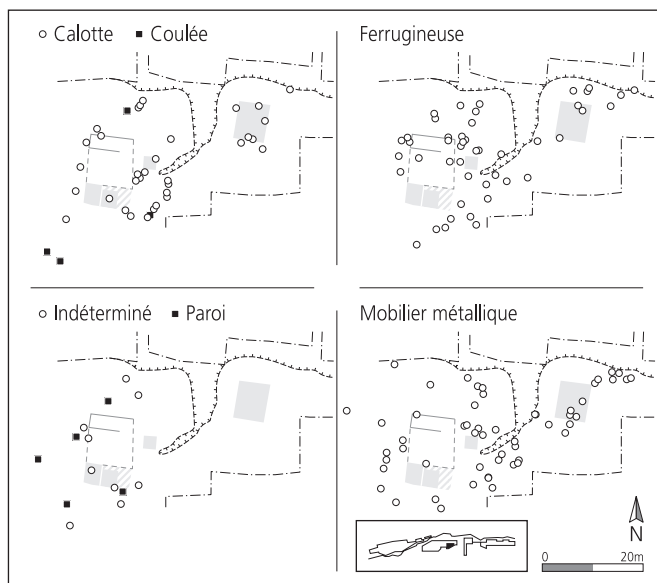 Calotte Coulée
Ferrugineuse
Indéterminé Paroi
Mobilier métallique
N
0 20m